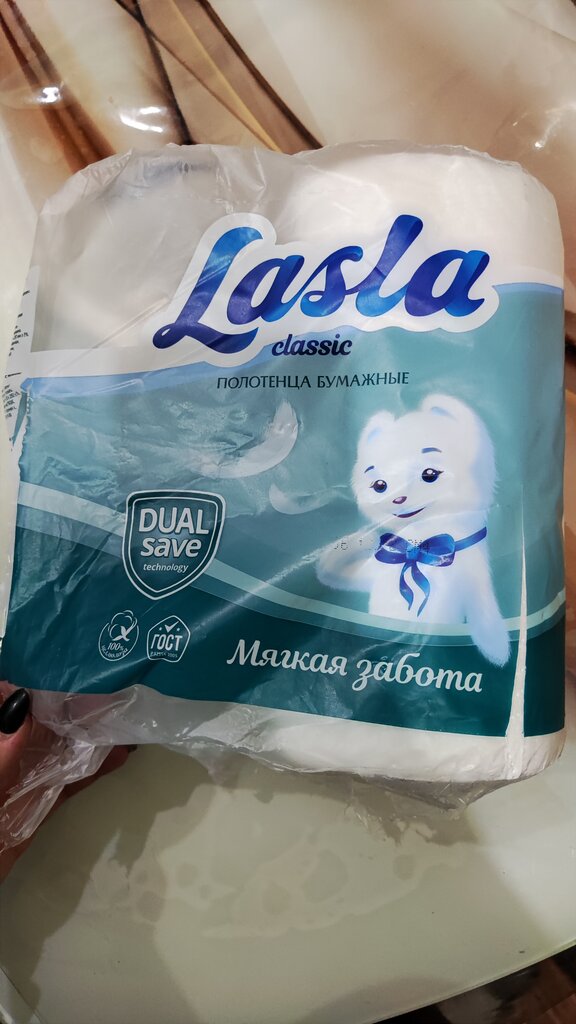 Lasla
classic
ПОЛОТЕНЦА БУМАЖНЫЕ
DUAL
save
technology
100%
ГОСТ
Мягкая забота